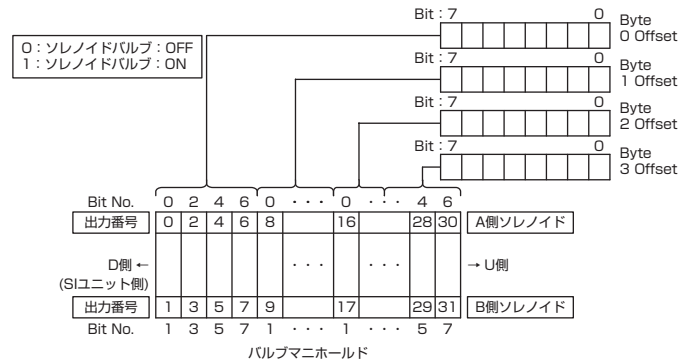 Bit : 7 0 Byte
0 Offset
0 : ソレノイドバルブ : OFF
1 : ソレノイドバルブ : ON
Bit : 7 0 Byte
1 Offset
Bit : 7 0 Byte
2 Offset
Bit : 7 0 Byte
3 Offset
Bit No. 0 2 4 6 0 ・・・ 0 ・・・ 4 6
出力番号 0 2 4 6 8 16 28 30 A側ソレノイド
D側 ← ・・・ ・・・ → U側
(SIユニット側)
出力番号 1 3 5 7 9 17 29 31 B側ソレノイド
Bit No. 1 3 5 7 1 ・・・ 1 ・・・ 5 7
バルブマニホールド